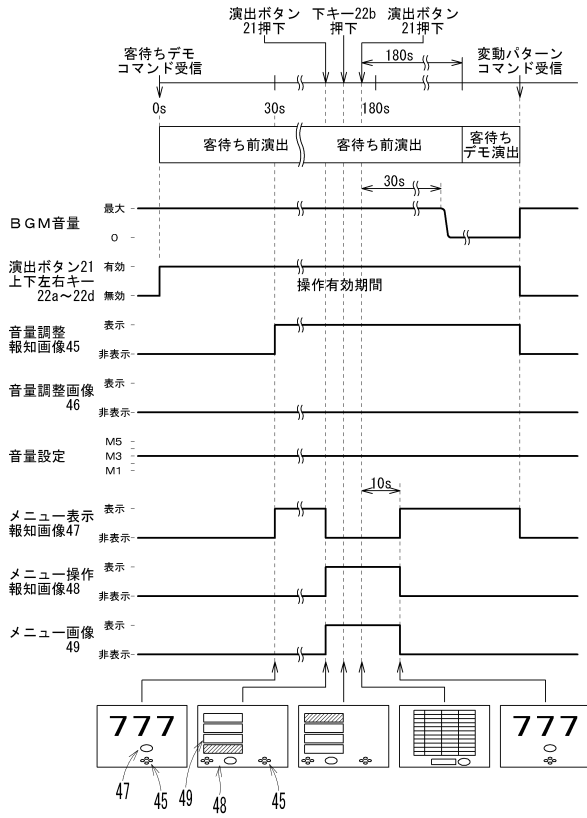 演出ボタン 下キー22b 演出ボタン
21押下 押下 21押下
客待ちデモ
コマンド受信
180s
変動パターン
コマンド受信
0s 30s 180s
客待ち前演出 客待ち前演出 客待ち
デモ演出
30s
BGM音量 最大
0
演出ボタン21
上下左右キー
22a～22d
有効
無効
操作有効期間
音量調整
報知画像45
表示
非表示
音量調整画像
46
表示
非表示
音量設定
M5
M3
M1
10s
メニュー表示
報知画像47
表示
非表示
メニュー操作
報知画像48
表示
非表示
メニュー画像
49
表示
非表示
777 777
47 45 49 48 45